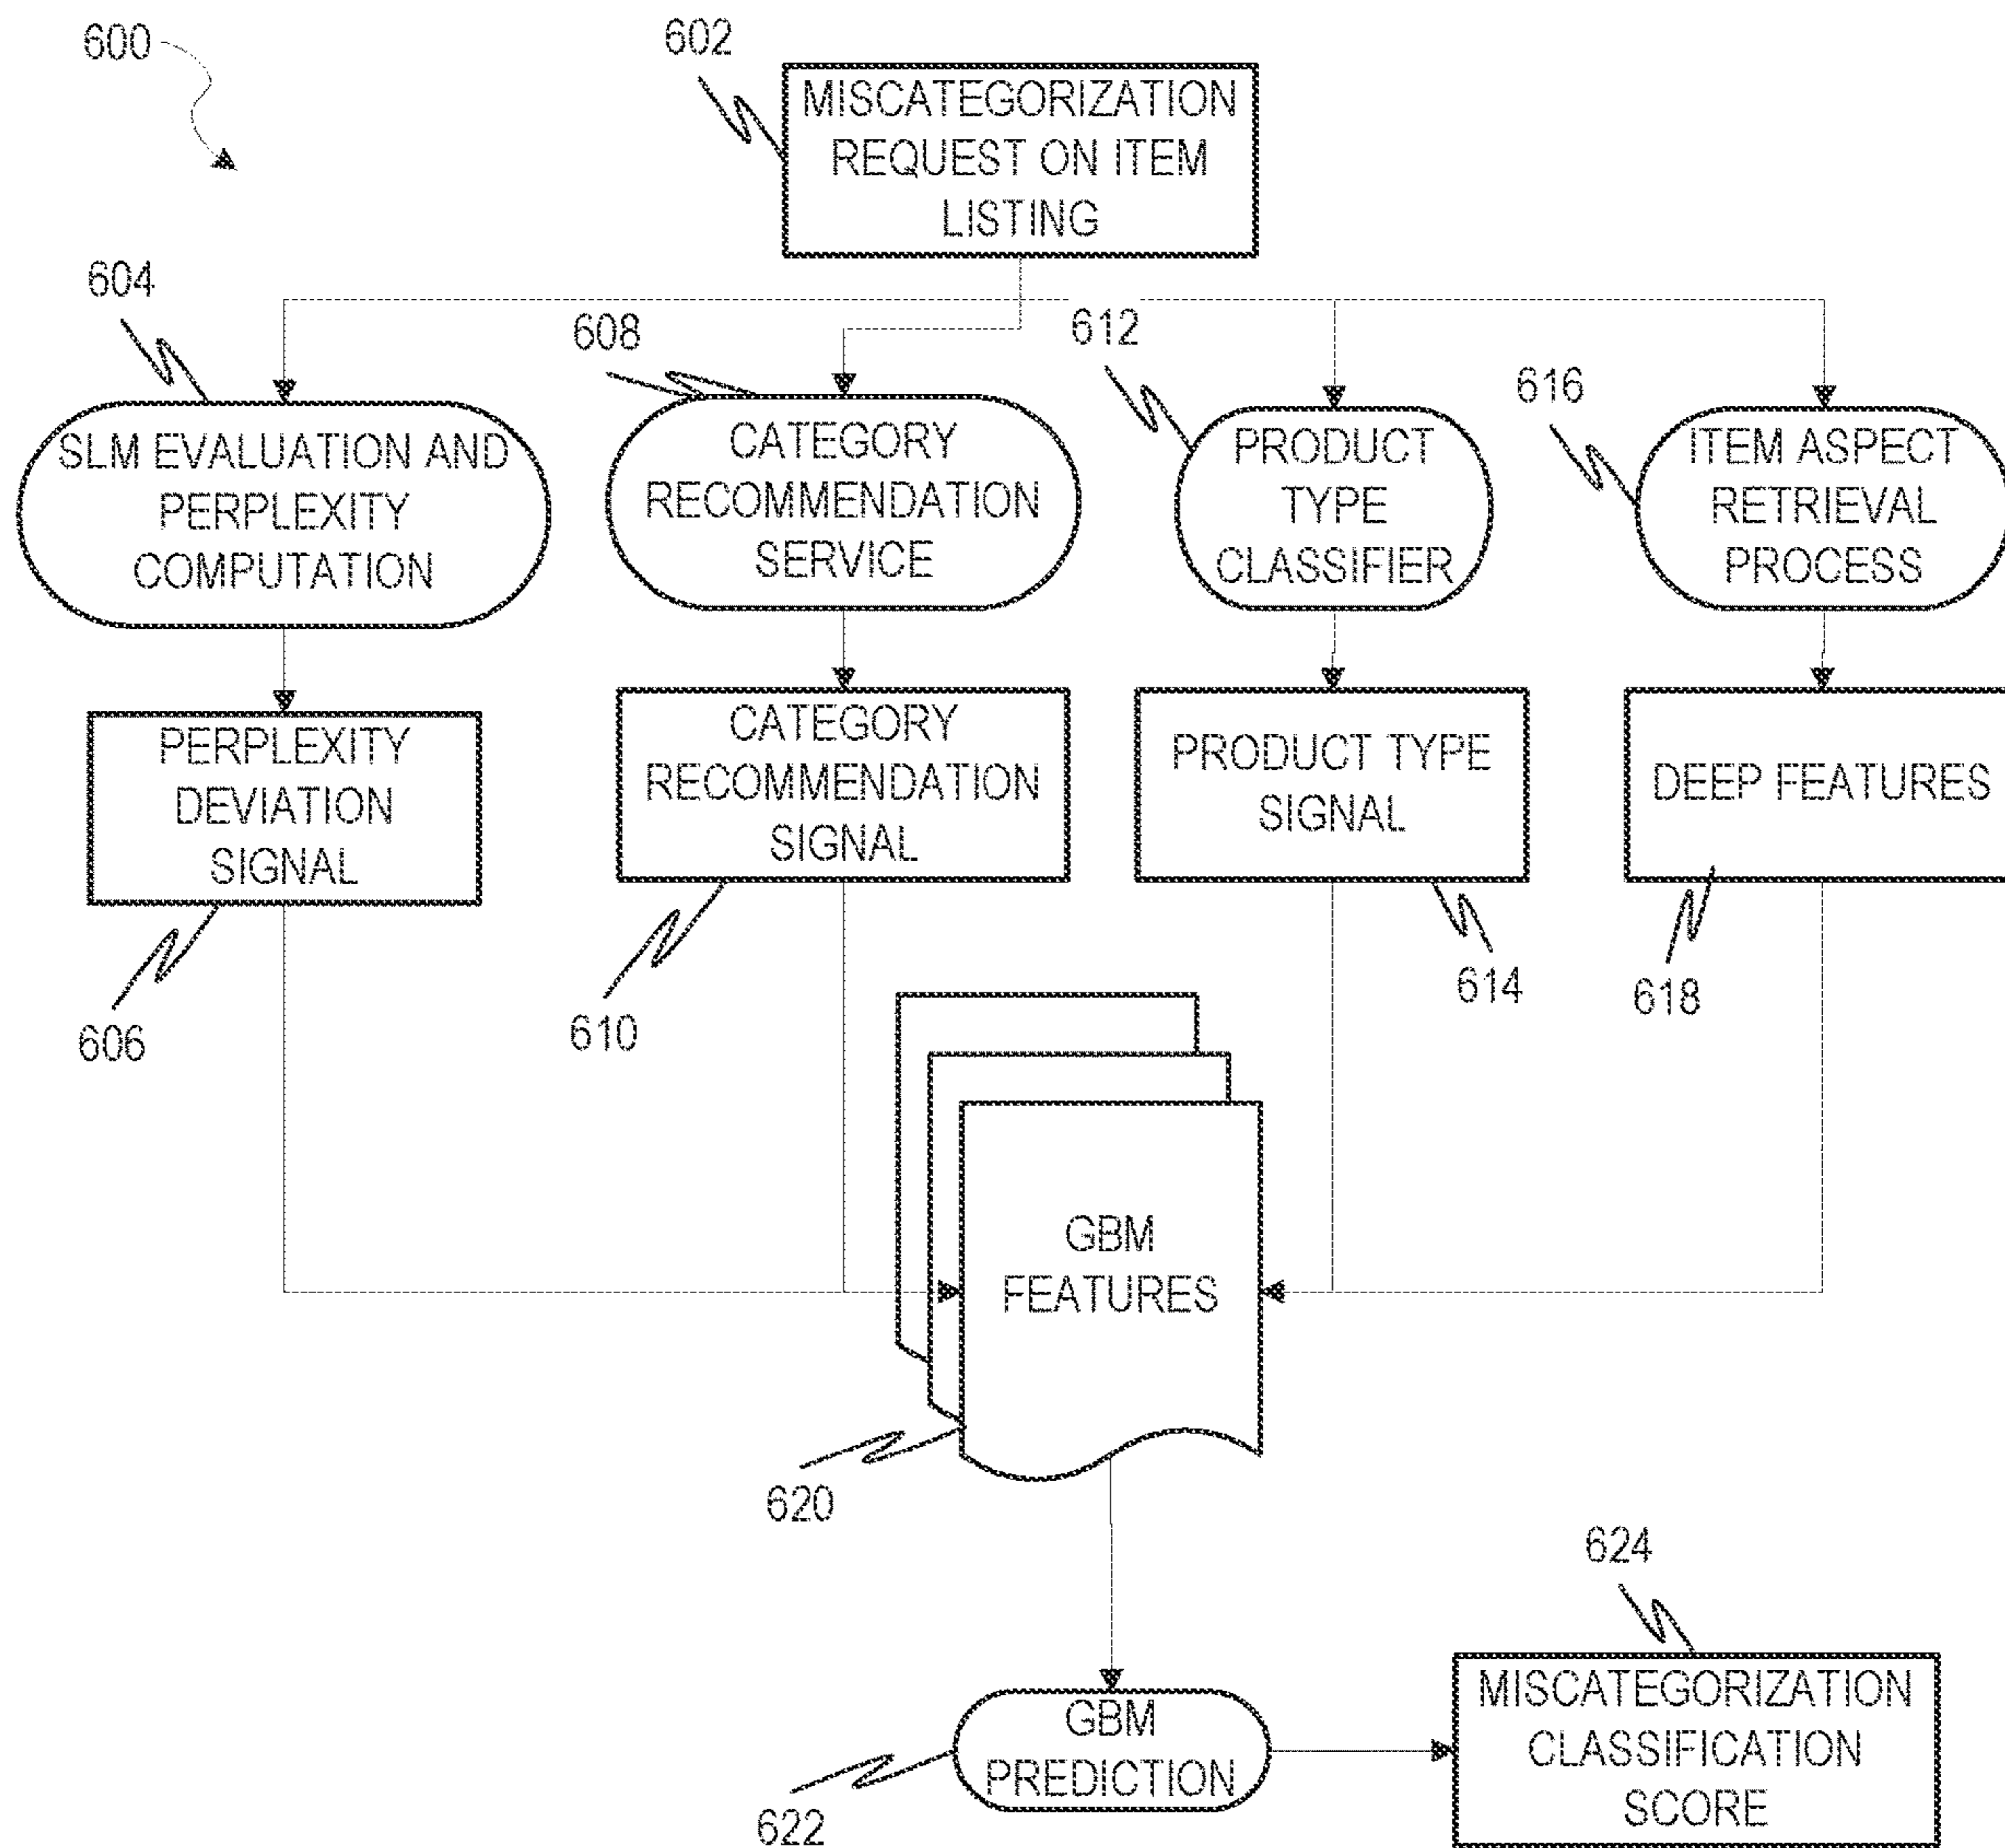 600
602
MISCATEGORIZATION
REQUEST ON ITEM
LISTING
604
608
612
616
SLM EVALUATION AND
PERPLEXITY
COMPUTATION
CATEGORY
RECOMMENDATION
SERVICE
PRODUCT
TYPE
CLASSIFIER
ITEM ASPECT
RETRIEVAL
PROCESS
PERPLEXITY
DEVIATION
SIGNAL
CATEGORY
RECOMMENDATION
SIGNAL
PRODUCT TYPE
SIGNAL
DEEP FEATURES
606
610
614
618
GBM
FEATURES
620
624
GBM
PREDICTION
622
MISCATEGORIZATION
CLASSIFICATION
SCORE